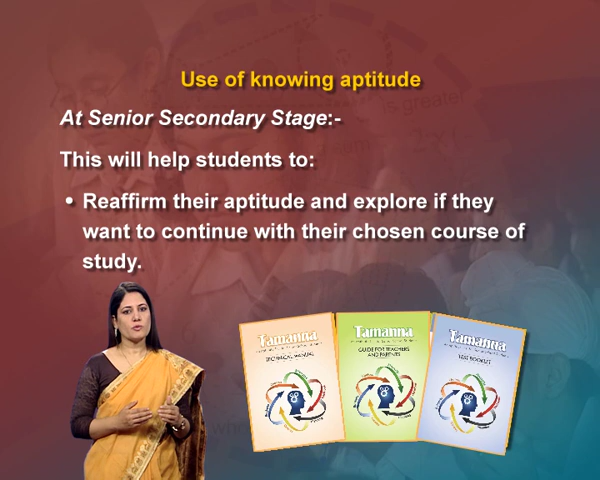 Use of knowing aptitude
At Senior Secondary Stage:-
This will help students to:
• Reaffirm their aptitude and explore if they
want to continue with their chosen course of
study.
Tamanna
TECHNICAL MANUAL
Tamanna
GUIDE FOR TEACHERS
AND PARENTS
Tamanna
TEST BOOKLET